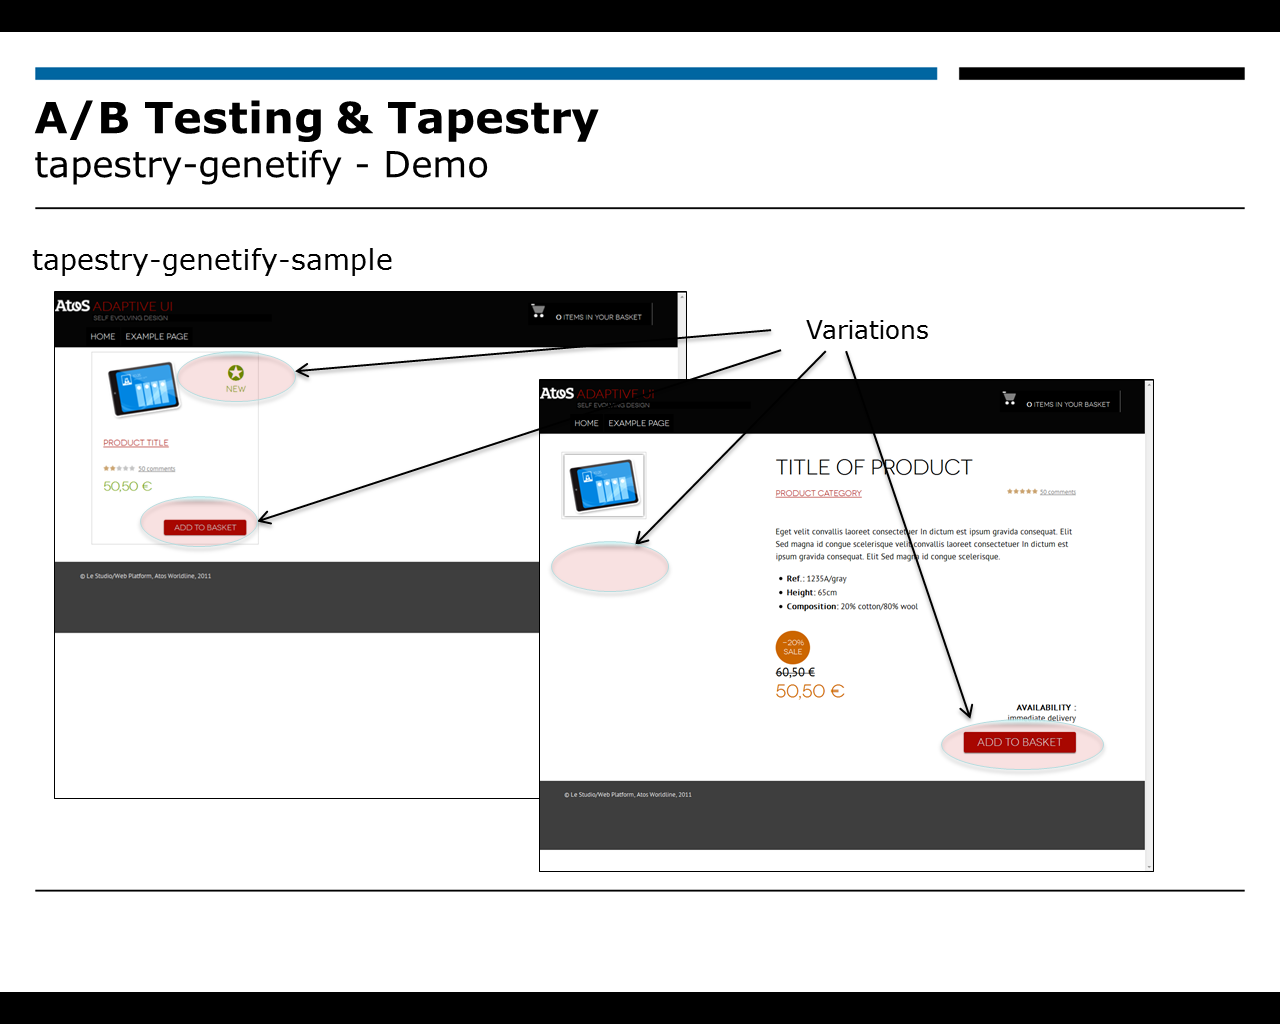 A/B Testing & Tapestry
tapestry-genetify - Demo
tapestry-genetify-sample
Variations
AtoS ADAPTIVE UI
SELF EVOLVING DESIGN
0 ITEMS IN YOUR BASKET
HOME EXAMPLE PAGE
NEW
PRODUCT TITLE
50 comments
50,50 €
ADD TO BASKET
© Le Studio/Web Platform, Atos Worldline, 2011
AtoS ADAPTIVE UI
SELF EVOLVING DESIGN
0 ITEMS IN YOUR BASKET
HOME EXAMPLE PAGE
TITLE OF PRODUCT
PRODUCT CATEGORY
50 comments
Eget velit convallis laoreet consectetuer In dictum est ipsum gravida consequat. Elit
Sed magna id congue scelerisque velit convallis laoreet consectetuer In dictum est
ipsum gravida consequat. Elit Sed magna id congue scelerisque.
• Ref.: 1235A/gray
• Height: 65cm
• Composition: 20% cotton/80% wool
-20%
SALE
60,50 €
50,50 €
AVAILABILITY :
immediate delivery
ADD TO BASKET
© Le Studio/Web Platform, Atos Worldline, 2011